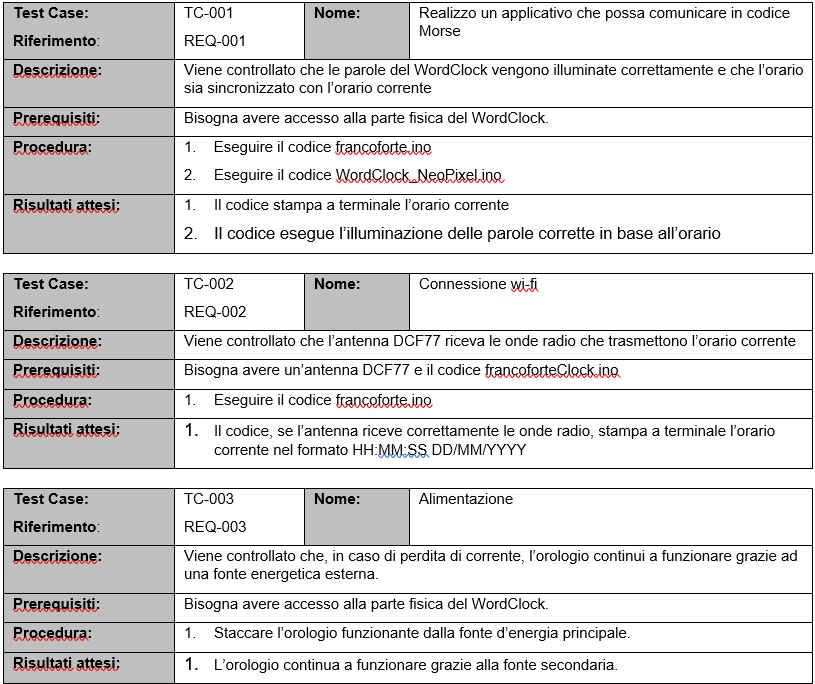 Test Case: TC-001 Nome: Realizzo un applicativo che possa comunicare in codice
Morse
Riferimento: REQ-001
Descrizione: Viene controllato che le parole del WordClock vengono illuminate correttamente e che l’orario
sia sincronizzato con l’orario corrente
Prerequisiti: Bisogna avere accesso alla parte fisica del WordClock.
Procedura: 1. Eseguire il codice francoforte.ino
2. Eseguire il codice WordClock_NeoPixel.ino
Risultati attesi: 1. Il codice stampa a terminale l’orario corrente
2. Il codice esegue l’illuminazione delle parole corrette in base all’orario
Test Case: TC-002 Nome: Connessione wi-fi
Riferimento: REQ-002
Descrizione: Viene controllato che l’antenna DCF77 riceva le onde radio che trasmettono l’orario corrente
Prerequisiti: Bisogna avere un’antenna DCF77 e il codice francoforteClock.ino
Procedura: 1. Eseguire il codice francoforte.ino
Risultati attesi: 1. Il codice, se l’antenna riceve correttamente le onde radio, stampa a terminale l’orario
corrente nel formato HH:MM:SS DD/MM/YYYY
Test Case: TC-003 Nome: Alimentazione
Riferimento: REQ-003
Descrizione: Viene controllato che, in caso di perdita di corrente, l’orologio continui a funzionare grazie ad
una fonte energetica esterna.
Prerequisiti: Bisogna avere accesso alla parte fisica del WordClock.
Procedura: 1. Staccare l’orologio funzionante dalla fonte d’energia principale.
Risultati attesi: 1. L’orologio continua a funzionare grazie alla fonte secondaria.